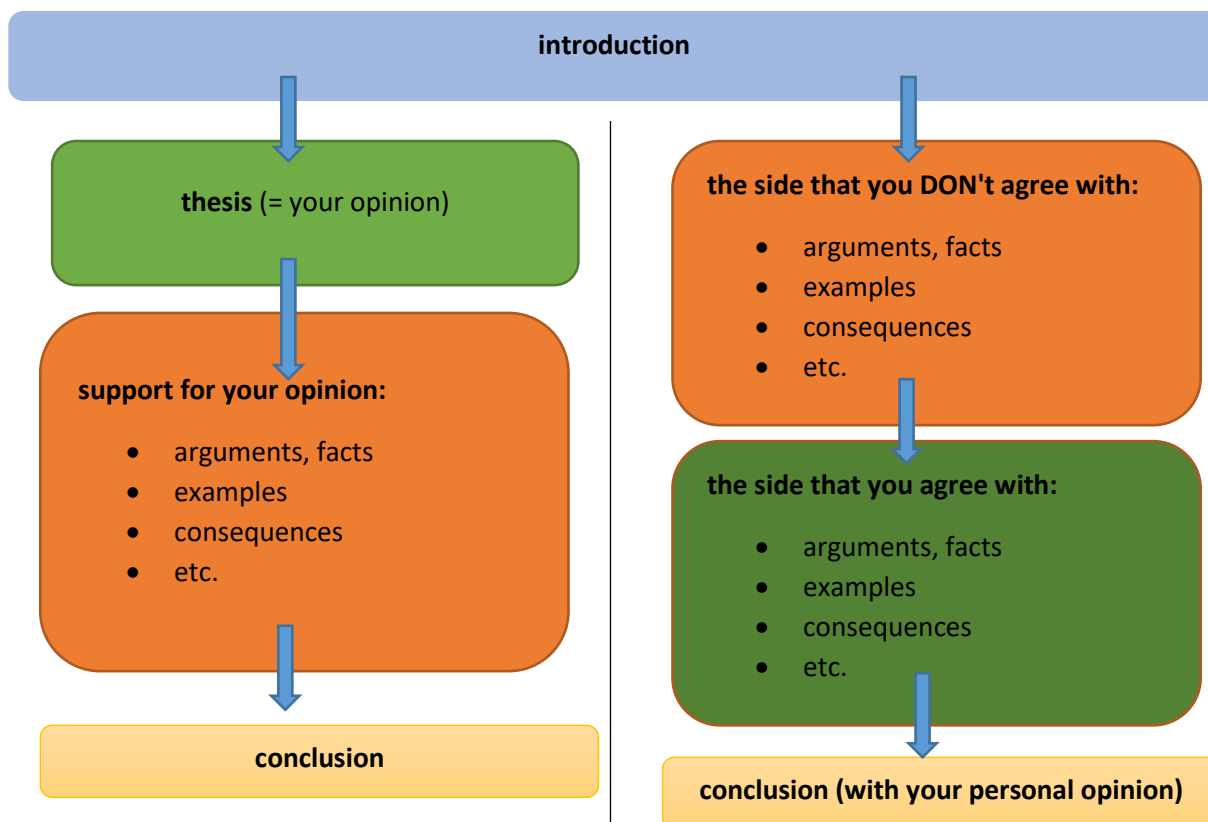 introduction
thesis (= your opinion)
support for your opinion:
• arguments, facts
• examples
• consequences
• etc.
conclusion
the side that you DON't agree with:
• arguments, facts
• examples
• consequences
• etc.
the side that you agree with:
• arguments, facts
• examples
• consequences
• etc.
conclusion (with your personal opinion)